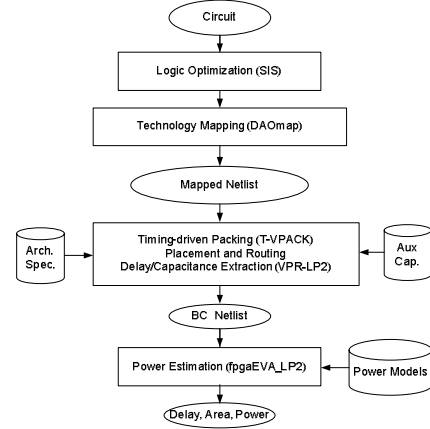 Circuit
Logic Optimization (SIS)
Technology Mapping (DAOmap)
Mapped Netlist
Arch.
Spec.
Timing-driven Packing (T-VPACK)
Placement and Routing
Delay/Capacitance Extraction (VPR-LP2)
Aux
Cap.
BC Netlist
Power Estimation (fpgaEVA_LP2)
Power Models
Delay, Area, Power